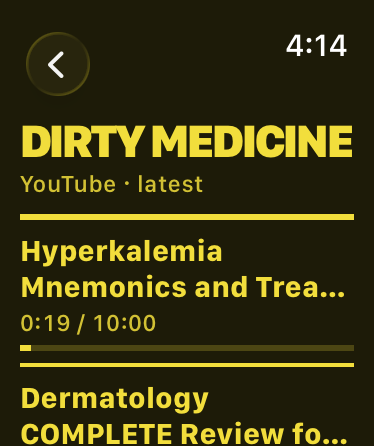 4:14
DIRTY MEDICINE
YouTube · latest
Hyperkalemia
Mnemonics and Trea...
0:19 / 10:00
Dermatology
COMPLETE Review fo...